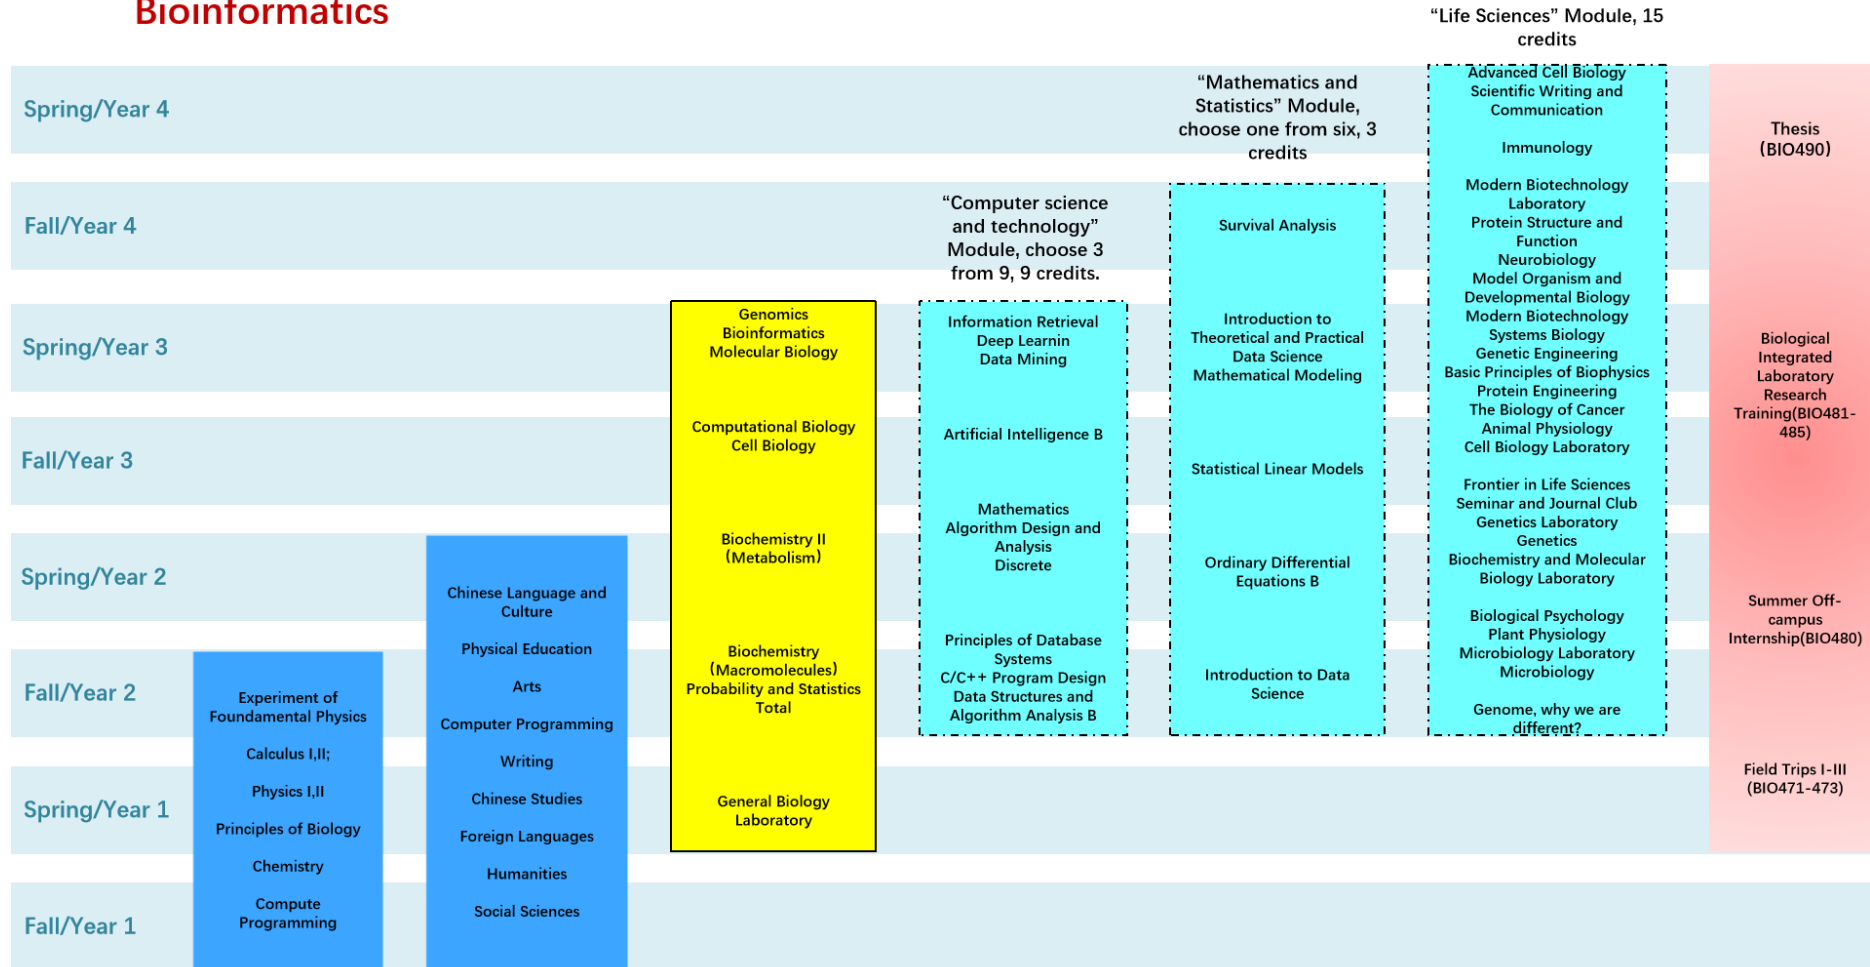 Bioinformatics
Spring/Year 4
Fall/Year 4
Spring/Year 3
Fall/Year 3
Spring/Year 2
Fall/Year 2
Spring/Year 1
Fall/Year 1
Experiment of
Foundamental Physics
Calculus I,II;
Physics I,II
Principles of Biology
Chemistry
Compute
Programming
Chinese Language and
Culture
Physical Education
Arts
Computer Programming
Writing
Chinese Studies
Foreign Languages
Humanities
Social Sciences
Genomics
Bioinformatics
Molecular Biology
Computational Biology
Cell Biology
Biochemistry II
(Metabolism)
Biochemistry
(Macromolecules)
Probability and Statistics
Total
General Biology
Laboratory
“Computer science
and technology”
Module, choose 3
from 9, 9 credits.
Information Retrieval
Deep Learnin
Data Mining
Artificial Intelligence B
Mathematics
Algorithm Design and
Analysis
Discrete
Principles of Database
Systems
C/C++ Program Design
Data Structures and
Algorithm Analysis B
“Mathematics and
Statistics” Module,
choose one from six, 3
credits
Survival Analysis
Introduction to
Theoretical and Practical
Data Science
Mathematical Modeling
Statistical Linear Models
Ordinary Differential
Equations B
Introduction to Data
Science
“Life Sciences” Module, 15
credits
Advanced Cell Biology
Scientific Writing and
Communication
Immunology
Modern Biotechnology
Laboratory
Protein Structure and
Function
Neurobiology
Model Organism and
Developmental Biology
Modern Biotechnology
Systems Biology
Genetic Engineering
Basic Principles of Biophysics
Protein Engineering
The Biology of Cancer
Animal Physiology
Cell Biology Laboratory
Frontier in Life Sciences
Seminar and Journal Club
Genetics Laboratory
Genetics
Biochemistry and Molecular
Biology Laboratory
Biological Psychology
Plant Physiology
Microbiology Laboratory
Microbiology
Genome, why we are
different?
Thesis
(BIO490)
Biological
Integrated
Laboratory
Research
Training(BIO481-
485)
Summer Off-
campus
Internship(BIO480)
Field Trips I-III
(BIO471-473)